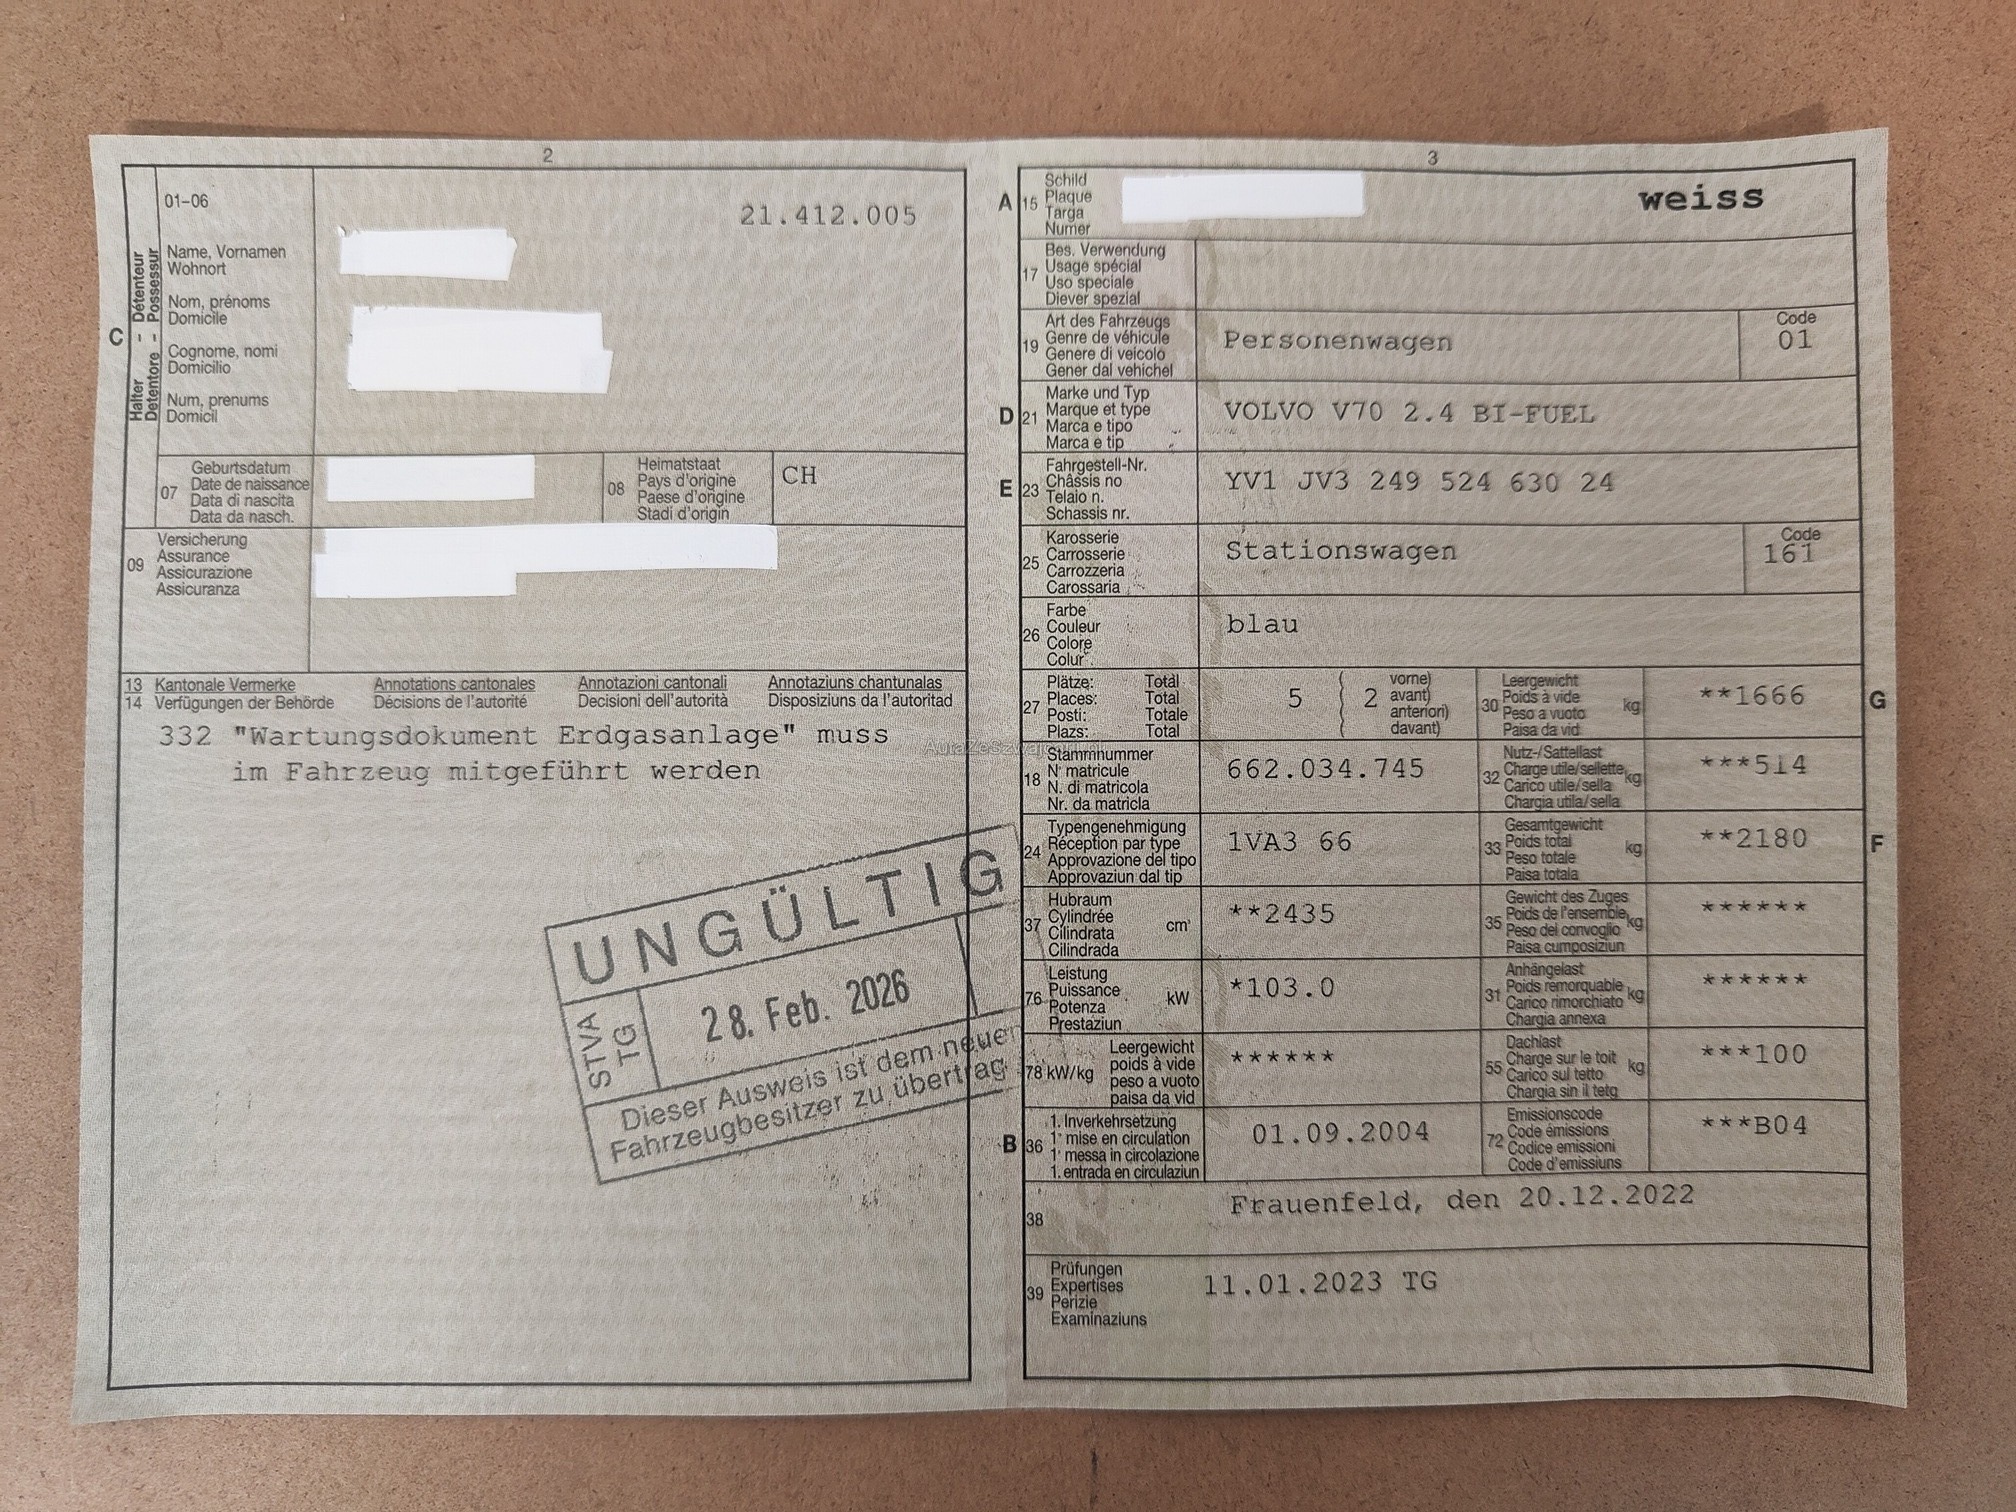 2
01-06
21.412.005
C
Halter - Détenteur
Detentore - Possessur
Name, Vornamen
Wohnort
Nom, prénoms
Domicile
Cognome, nomi
Domicilio
Num, prenums
Domicil
07
Geburtsdatum
Date de naissance
Data di nascita
Data da nasch.
08
Heimatstaat
Pays d'origine
Paese d'origine
Stadi d'origin
CH
09
Versicherung
Assurance
Assicurazione
Assicuranza
13 Kantonale Vermerke Annotations cantonales Annotazioni cantonali Annotaziuns chantunalas
14 Verfügungen der Behörde Décisions de l'autorité Decisioni dell'autorità Disposiziuns da l'autoritad
332 "Wartungsdokument Erdgasanlage" muss
im Fahrzeug mitgeführt werden
UNGÜLTIG
STVA
TG
28. Feb. 2026
Dieser Ausweis ist dem neuen
Fahrzeugbesitzer zu übertrag
3
A 15
Schild
Plaque
Targa
Numer
weiss
17
Bes. Verwendung
Usage spécial
Uso speciale
Diever spezial
19
Art des Fahrzeugs
Genre de véhicule
Genere di veicolo
Gener dal vehichel
Personenwagen
Code
01
D 21
Marke und Typ
Marque et type
Marca e tipo
Marca e tip
VOLVO V70 2.4 BI-FUEL
E 23
Fahrgestell-Nr.
Châssis no
Telaio n.
Schassis nr.
YV1 JV3 249 524 630 24
25
Karosserie
Carrosserie
Carrozzeria
Carossaria
Stationswagen
Code
161
26
Farbe
Couleur
Colore
Colur
blau
27
Plätze: Total
Places: Total
Posti: Totale
Plazs: Total
5 ( 2
vorne)
avant)
anteriori)
davant)
30
Leergewicht
Poids à vide
Peso a vuoto
Paisa da vid
kg
**1666
G
18
Stammnummer
N° matricule
N. di matricola
Nr. da matricla
662.034.745
32
Nutz-/Sattellast
Charge utile/sellette
Carico utile/sella
Chargia utila/sella
kg
***514
24
Typengenehmigung
Réception par type
Approvazione del tipo
Approvaziun dal tip
1VA3 66
33
Gesamtgewicht
Poids total
Peso totale
Paisa totala
kg
**2180
F
37
Hubraum
Cylindrée
Cilindrata
Cilindrada
cm³
**2435
35
Gewicht des Zuges
Poids de l'ensemble
Peso del convoglio
Paisa cumposiziun
kg
******
76
Leistung
Puissance
Potenza
Prestaziun
kW
*103.0
31
Anhängelast
Poids remorquable
Carico rimorchiato
Chargia annexa
kg
******
78 kW/kg
Leergewicht
poids à vide
peso a vuoto
paisa da vid
******
55
Dachlast
Charge sur le toit
Carico sul tetto
Chargia sin il tetg
kg
***100
B 36
1. Inverkehrsetzung
1° mise en circulation
1° messa in circolazione
1. entrada en circulaziun
01.09.2004
72
Emissionscode
Code émissions
Codice emissioni
Code d'emissiuns
***B04
38
Frauenfeld, den 20.12.2022
39
Prüfungen
Expertises
Perizie
Examinaziuns
11.01.2023 TG